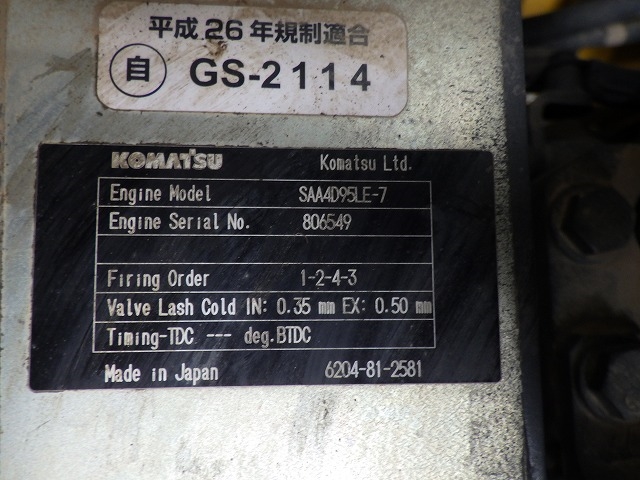 平成26年規制適合
自 GS-2114
KOMATSU Komatsu Ltd.
Engine Model SAA4D95LE-7
Engine Serial No. 806549
Firing Order 1-2-4-3
Valve Lash Cold IN: 0.35 mm EX: 0.50 mm
Timing-TDC --- deg.BTDC
Made in Japan 6204-81-2581